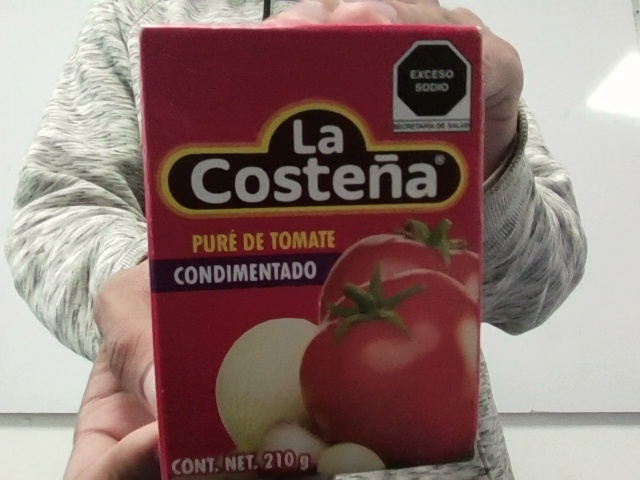 EXCESO
SODIO
SECRETARÍA DE SALUD
La
Costeña®
PURÉ DE TOMATE
CONDIMENTADO
CONT. NET. 210 g